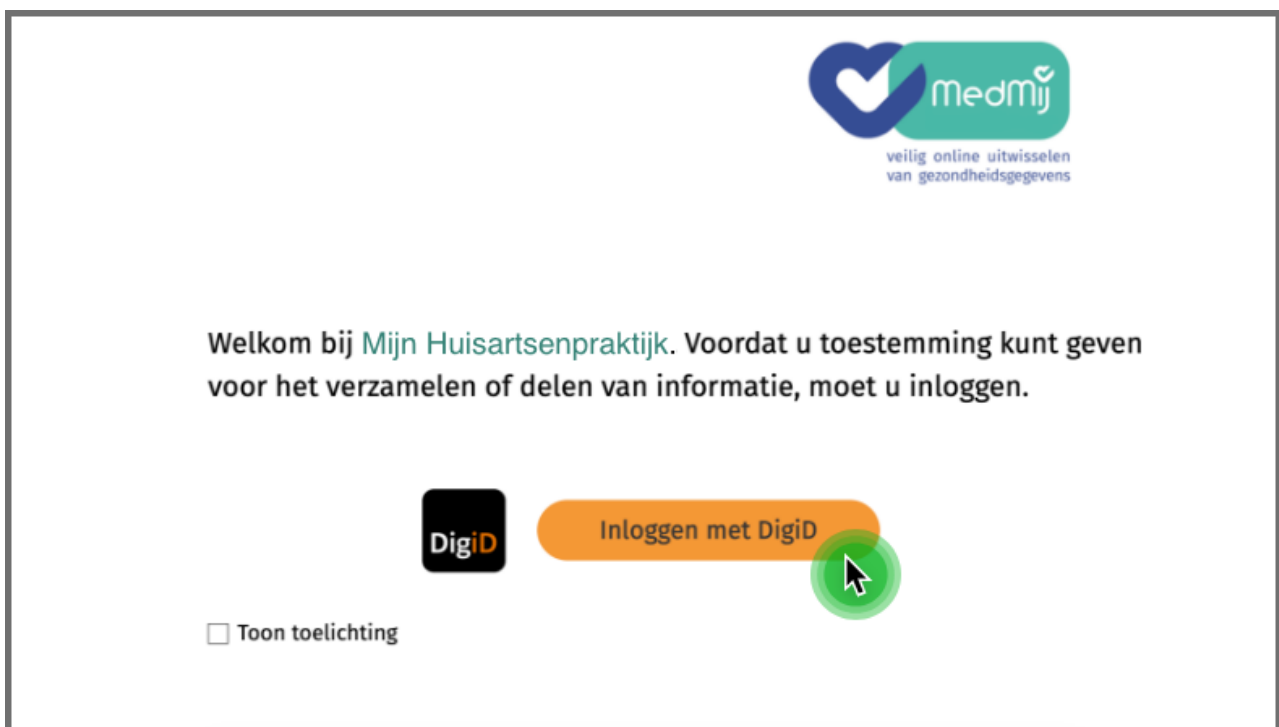 MedMij
veilig online uitwisselen
van gezondheidsgegevens
Welkom bij Mijn Huisartsenpraktijk. Voordat u toestemming kunt geven
voor het verzamelen of delen van informatie, moet u inloggen.
DigiD
Inloggen met DigiD
Toon toelichting